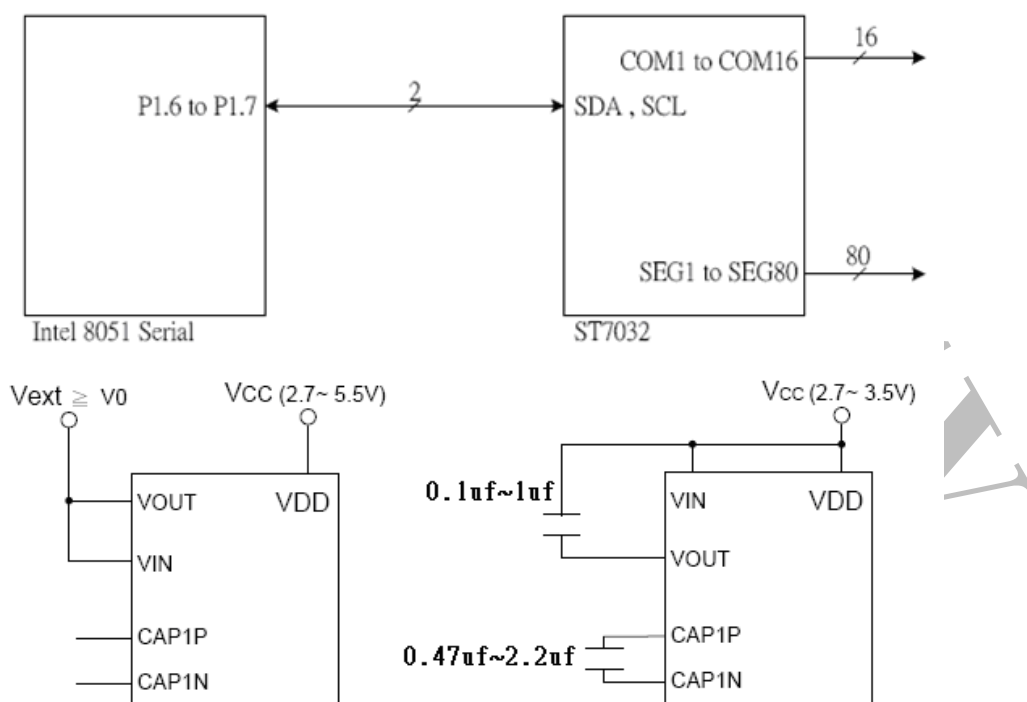 16
COM1 to COM16
P1.6 to P1.7
2
SDA , SCL
80
SEG1 to SEG80
Intel 8051 Serial
ST7032
Vext ≧ V0
VCC (2.7~ 5.5V)
VOUT
VDD
VIN
CAP1P
CAP1N
Vcc (2.7~ 3.5V)
0.1uf~1uf
VIN
VDD
VOUT
0.47uf~2.2uf
CAP1P
CAP1N